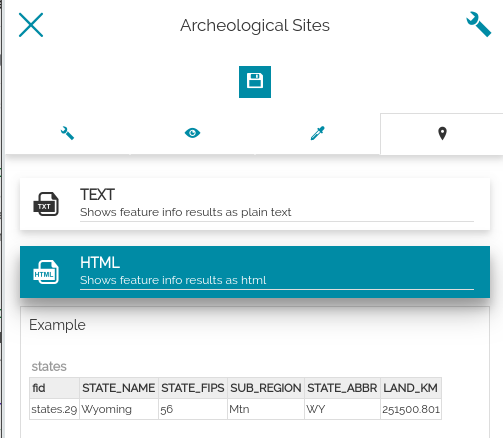 Archeological Sites
TEXT
TXT
Shows feature info results as plain text
HTML
HTML
Shows feature info results as html
Example
states
fid STATE_NAME STATE_FIPS SUB_REGION STATE_ABBR LAND_KM
states.29 Wyoming 56 Mtn WY 251500.801